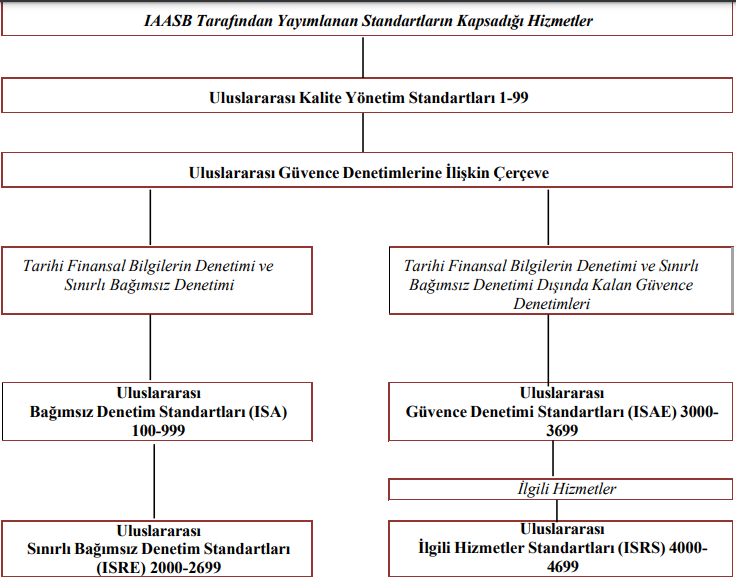 IAASB Tarafından Yayımlanan Standartların Kapsadığı Hizmetler
Uluslararası Kalite Yönetim Standartları 1-99
Uluslararası Güvence Denetimlerine İlişkin Çerçeve
Tarihi Finansal Bilgilerin Denetimi ve
Sınırlı Bağımsız Denetimi
Tarihi Finansal Bilgilerin Denetimi ve Sınırlı
Bağımsız Denetimi Dışında Kalan Güvence
Denetimleri
Uluslararası
Bağımsız Denetim Standartları (ISA)
100-999
Uluslararası
Güvence Denetimi Standartları (ISAE) 3000-
3699
İlgili Hizmetler
Uluslararası
Sınırlı Bağımsız Denetim Standartları
(ISRE) 2000-2699
Uluslararası
İlgili Hizmetler Standartları (ISRS) 4000-
4699